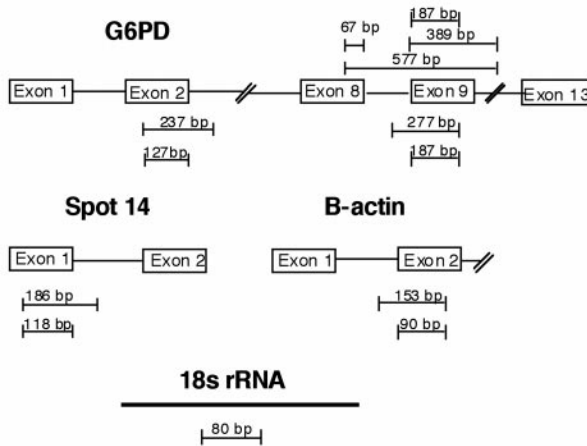 187 bp
G6PD
67 bp
389 bp
577 bp
Exon 1
Exon 2
Exon 8
Exon 9
Exon 13
237 bp
277 bp
127bp
187 bp
Spot 14
B-actin
Exon 1
Exon 2
Exon 1
Exon 2
186 bp
153 bp
118 bp
90 bp
18s rRNA
80 bp